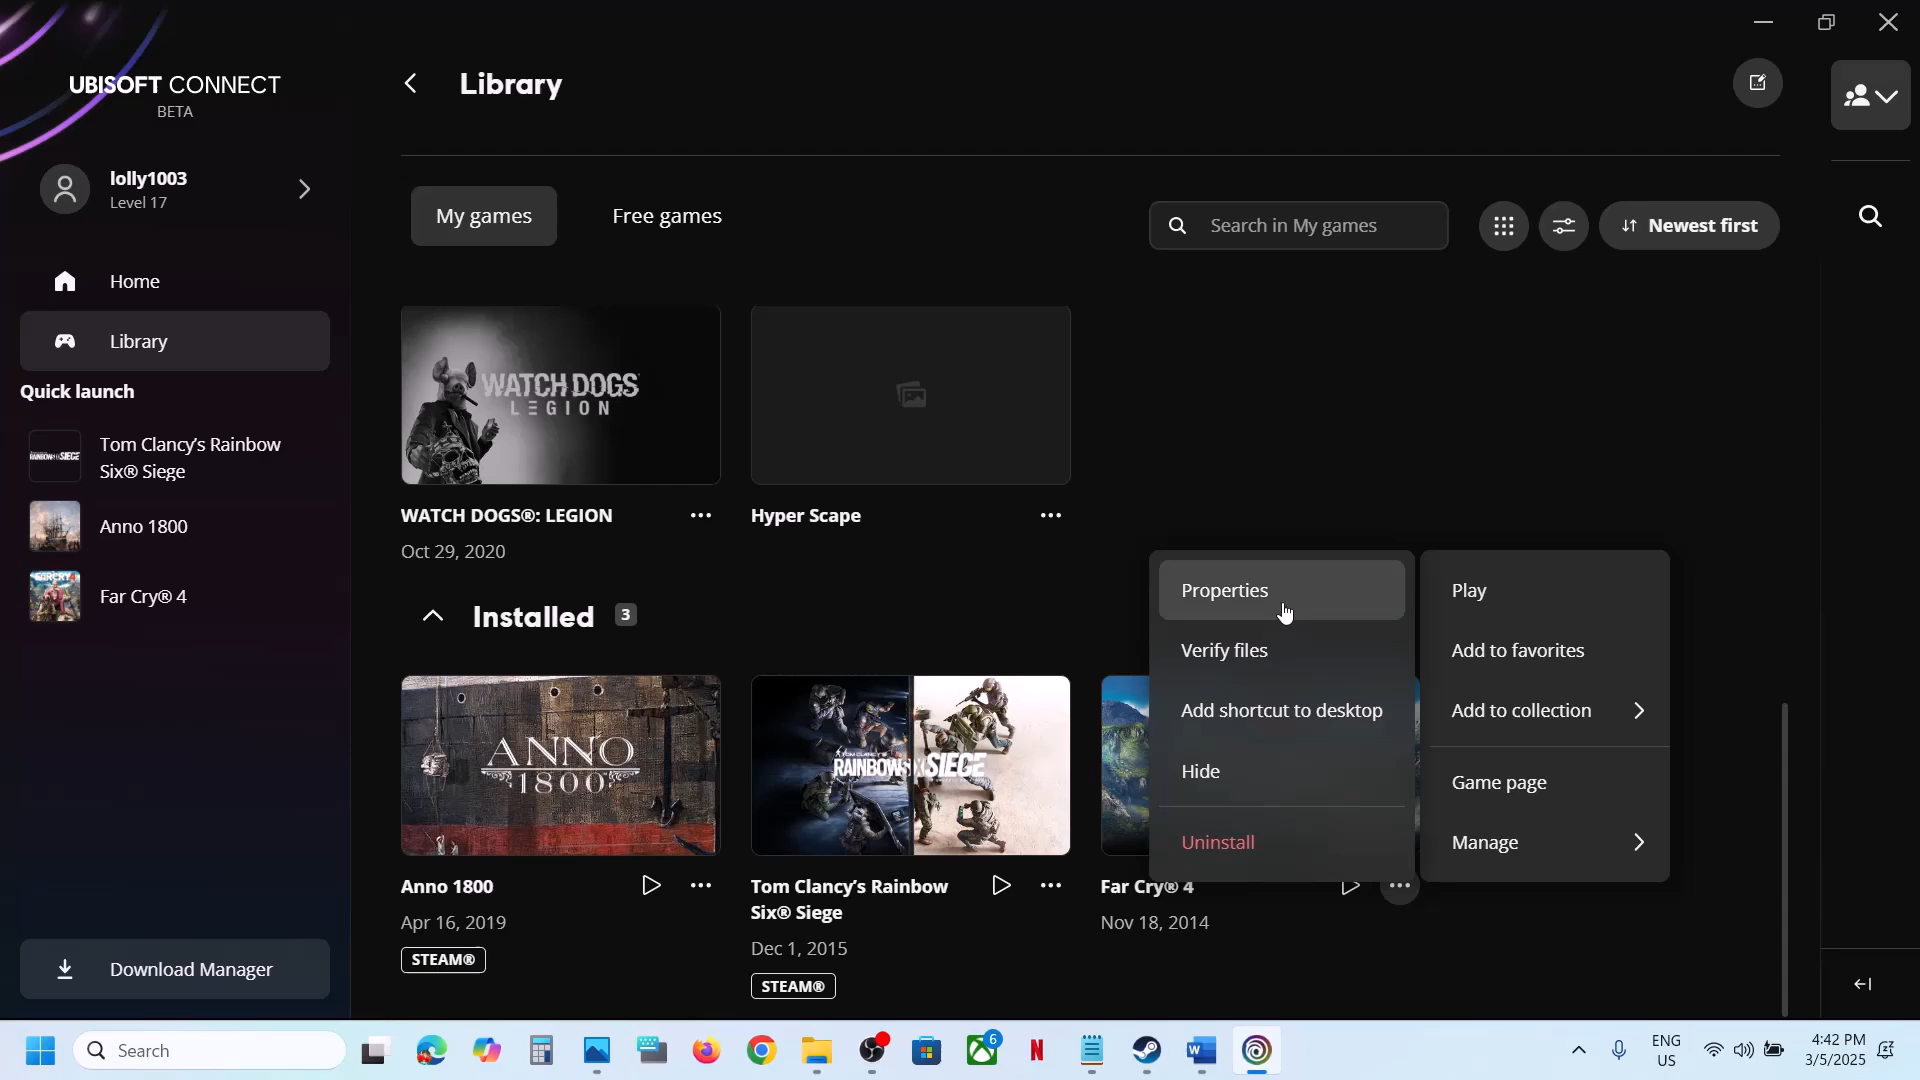 UBISOFT CONNECT
BETA
lolly1003
Level 17
Home
Library
Quick launch
Tom Clancy's Rainbow
Six® Siege
Anno 1800
Far Cry® 4
Download Manager
Library
My games
Free games
Search in My games
Newest first
WATCH DOGS
LEGION
WATCH DOGS®: LEGION
Oct 29, 2020
Hyper Scape
Installed 3
ANNO
1800
Anno 1800
Apr 16, 2019
STEAM®
RAINBOW SIX SIEGE
Tom Clancy's Rainbow
Six® Siege
Dec 1, 2015
STEAM®
Far Cry® 4
Nov 18, 2014
Properties
Verify files
Add shortcut to desktop
Hide
Uninstall
Play
Add to favorites
Add to collection
Game page
Manage
Search
6
ENG
US
4:42 PM
3/5/2025